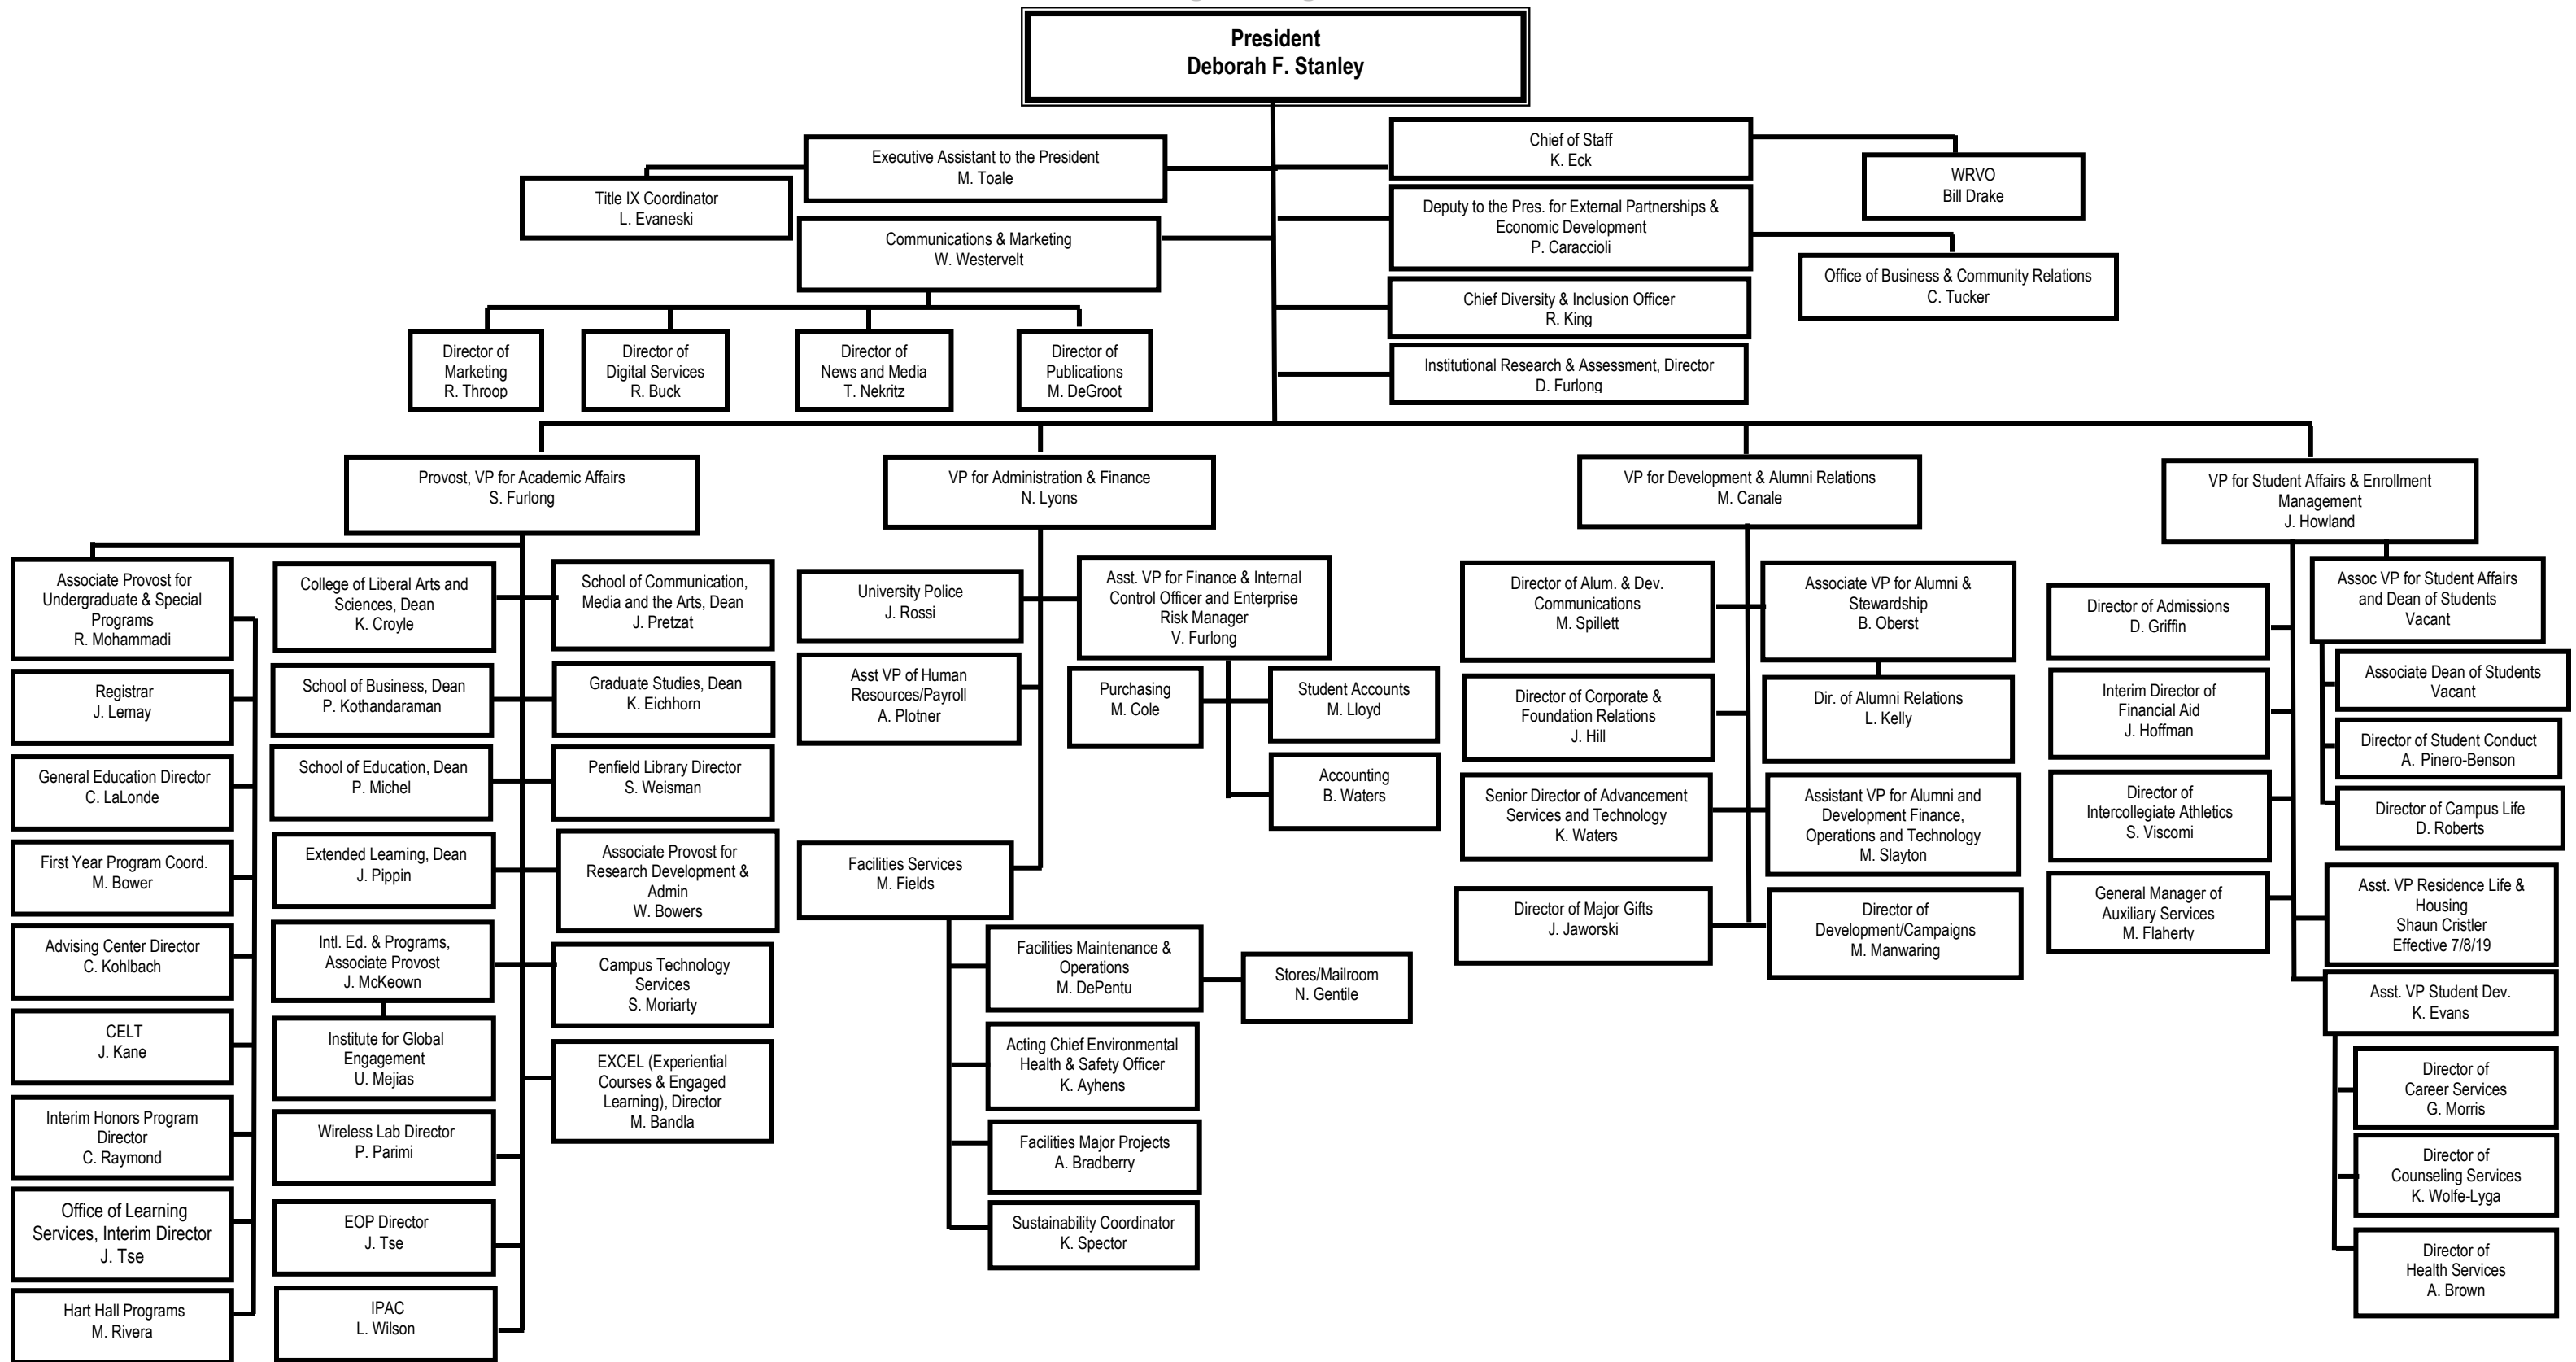 President
Deborah F. Stanley
Executive Assistant to the President
M. Toale
Chief of Staff
K. Eck
WRVO
Bill Drake
Title IX Coordinator
L. Evaneski
Deputy to the Pres. for External Partnerships &
Economic Development
P. Caraccioli
Communications & Marketing
W. Westervelt
Office of Business & Community Relations
C. Tucker
Chief Diversity & Inclusion Officer
R. King
Director of
Marketing
R. Throop
Director of
Digital Services
R. Buck
Director of
News and Media
T. Nekritz
Director of
Publications
M. DeGroot
Institutional Research & Assessment, Director
D. Furlong
Provost, VP for Academic Affairs
S. Furlong
VP for Administration & Finance
N. Lyons
VP for Development & Alumni Relations
M. Canale
VP for Student Affairs & Enrollment
Management
J. Howland
Associate Provost for
Undergraduate & Special
Programs
R. Mohammadi
Registrar
J. Lemay
General Education Director
C. LaLonde
First Year Program Coord.
M. Bower
Advising Center Director
C. Kohlbach
CELT
J. Kane
Interim Honors Program
Director
C. Raymond
Office of Learning
Services, Interim Director
J. Tse
Hart Hall Programs
M. Rivera
College of Liberal Arts and
Sciences, Dean
K. Croyle
School of Business, Dean
P. Kothandaraman
School of Education, Dean
P. Michel
Extended Learning, Dean
J. Pippin
Intl. Ed. & Programs,
Associate Provost
J. McKeown
Institute for Global
Engagement
U. Mejias
Wireless Lab Director
P. Parimi
EOP Director
J. Tse
IPAC
L. Wilson
School of Communication,
Media and the Arts, Dean
J. Pretzat
Graduate Studies, Dean
K. Eichhorn
Penfield Library Director
S. Weisman
Associate Provost for
Research Development &
Admin
W. Bowers
Campus Technology
Services
S. Moriarty
EXCEL (Experiential
Courses & Engaged
Learning), Director
M. Bandla
University Police
J. Rossi
Asst VP of Human
Resources/Payroll
A. Plotner
Facilities Services
M. Fields
Asst. VP for Finance & Internal
Control Officer and Enterprise
Risk Manager
V. Furlong
Purchasing
M. Cole
Student Accounts
M. Lloyd
Accounting
B. Waters
Facilities Maintenance &
Operations
M. DePentu
Stores/Mailroom
N. Gentile
Acting Chief Environmental
Health & Safety Officer
K. Ayhens
Facilities Major Projects
A. Bradberry
Sustainability Coordinator
K. Spector
Director of Alum. & Dev.
Communications
M. Spillett
Director of Corporate &
Foundation Relations
J. Hill
Senior Director of Advancement
Services and Technology
K. Waters
Director of Major Gifts
J. Jaworski
Associate VP for Alumni &
Stewardship
B. Oberst
Dir. of Alumni Relations
L. Kelly
Assistant VP for Alumni and
Development Finance,
Operations and Technology
M. Slayton
Director of
Development/Campaigns
M. Manwaring
Director of Admissions
D. Griffin
Interim Director of
Financial Aid
J. Hoffman
Director of
Intercollegiate Athletics
S. Viscomi
General Manager of
Auxiliary Services
M. Flaherty
Assoc VP for Student Affairs
and Dean of Students
Vacant
Associate Dean of Students
Vacant
Director of Student Conduct
A. Pinero-Benson
Director of Campus Life
D. Roberts
Asst. VP Residence Life &
Housing
Shaun Cristler
Effective 7/8/19
Asst. VP Student Dev.
K. Evans
Director of
Career Services
G. Morris
Director of
Counseling Services
K. Wolfe-Lyga
Director of
Health Services
A. Brown